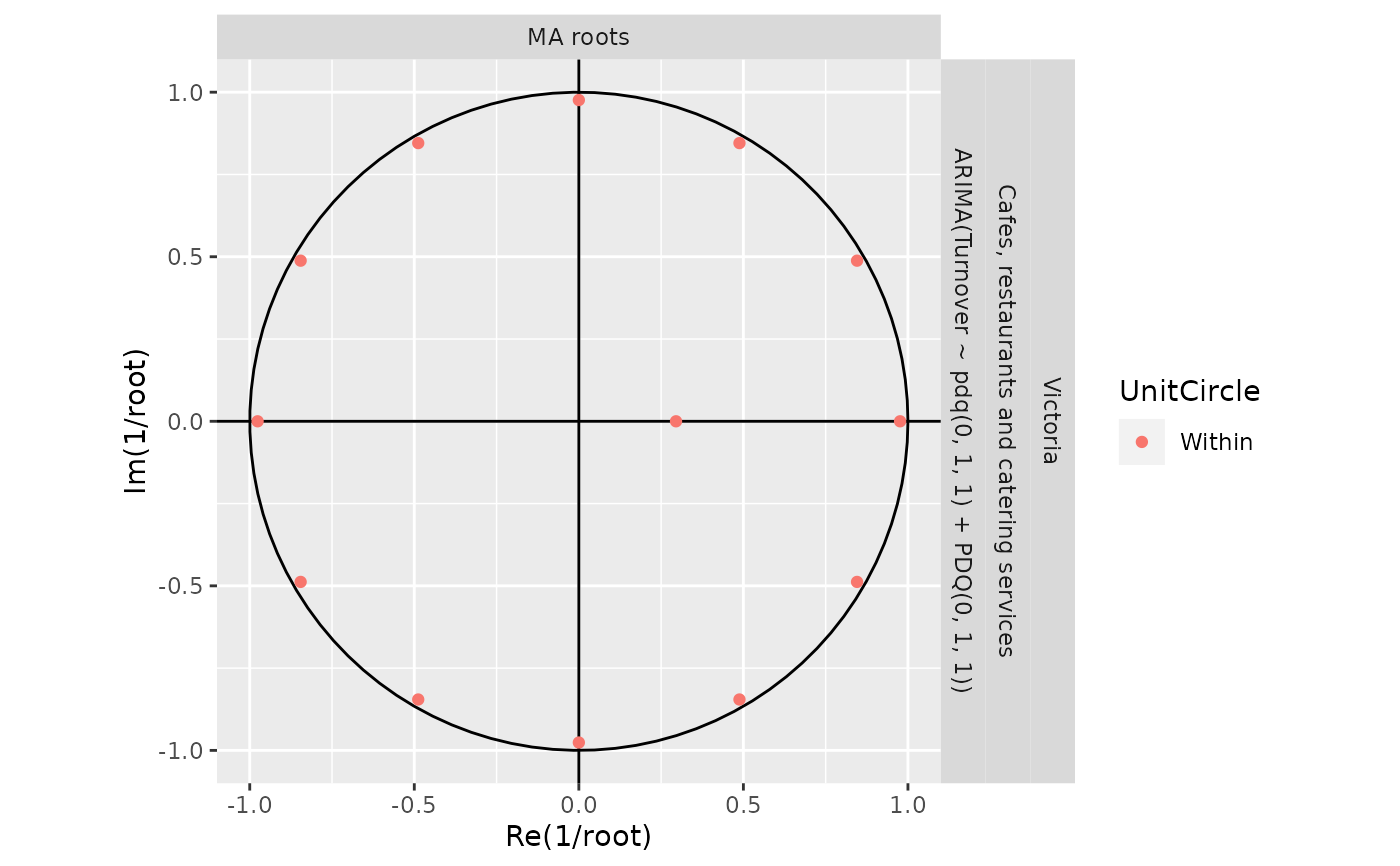 MA roots
1.0
0.5
0.0
-0.5
-1.0
Im(1/root)
-1.0
-0.5
0.0
0.5
1.0
Re(1/root)
ARIMA(Turnover ~ pdq(0, 1, 1) + PDQ(0, 1, 1))
Cafes, restaurants and catering services
Victoria
UnitCircle
Within